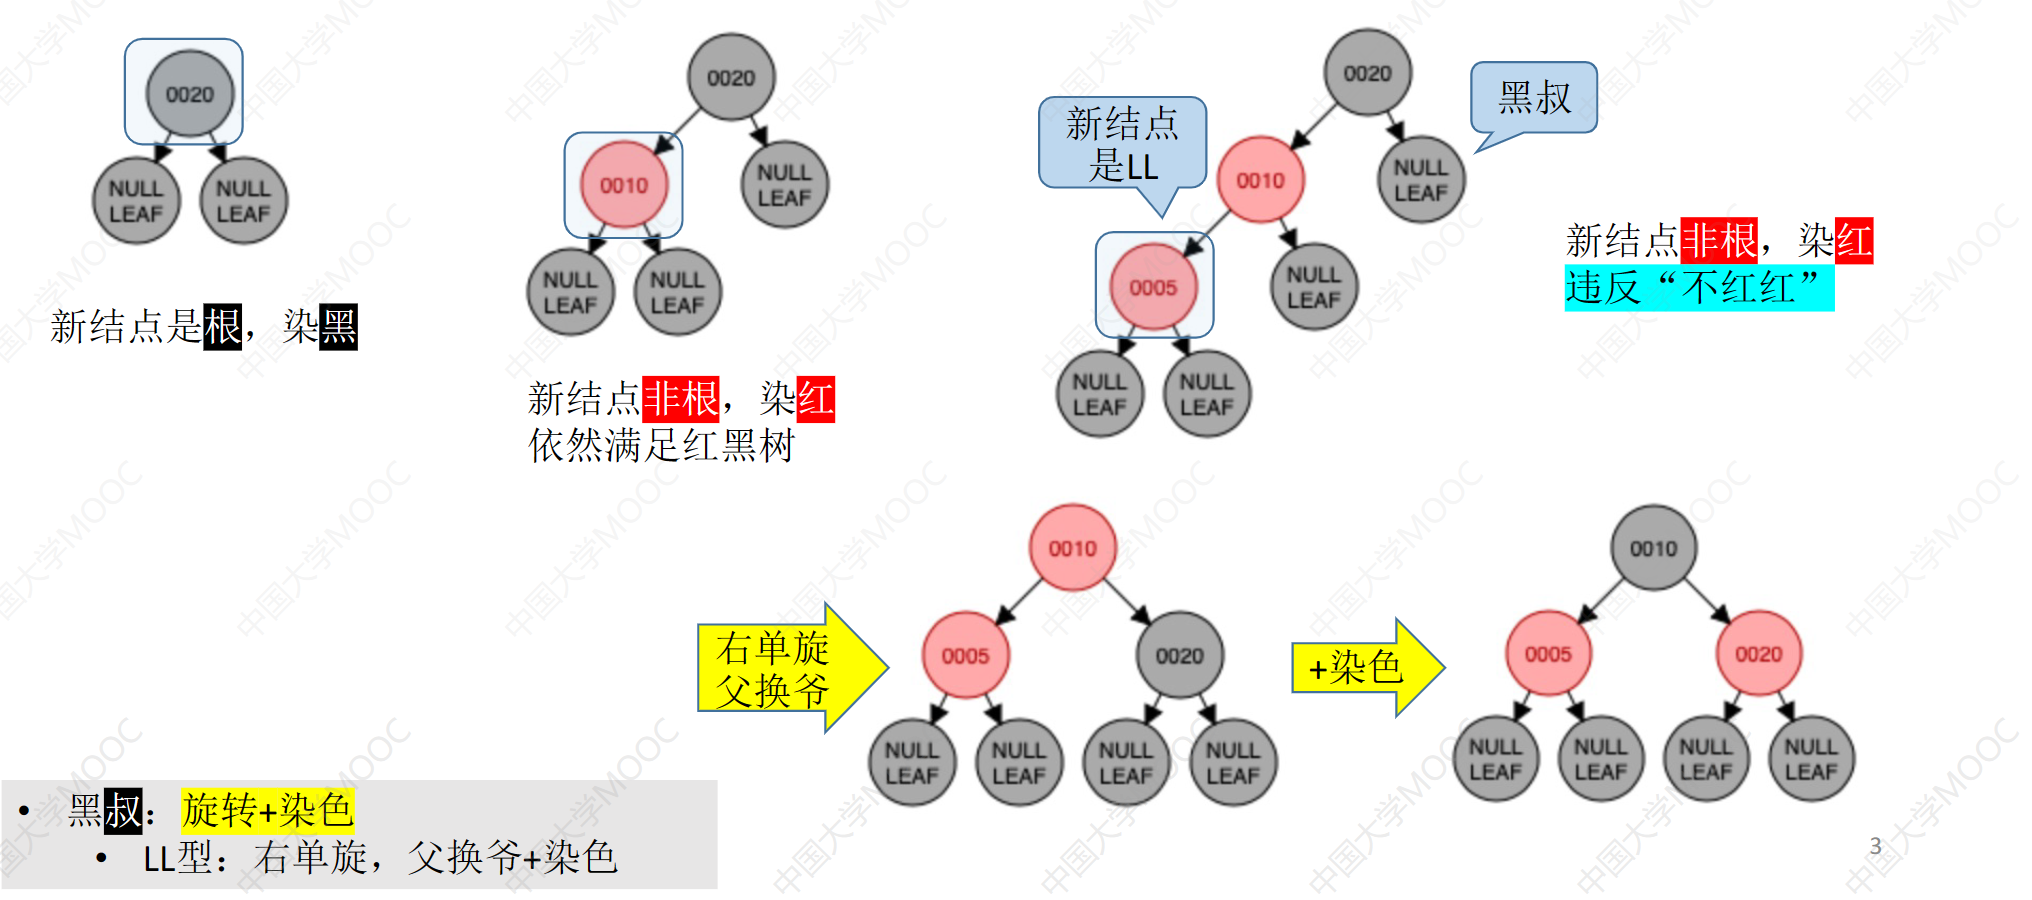 0020
NULL
LEAF
NULL
LEAF
新结点是根，染黑
0020
0010
NULL
LEAF
NULL
LEAF
NULL
LEAF
新结点非根，染红
依然满足红黑树
0020
黑叔
新结点
是LL
0010
NULL
LEAF
0005
NULL
LEAF
NULL
LEAF
NULL
LEAF
新结点非根，染红
违反“不红红”
右单旋
父换爷
0010
0005
0020
NULL
LEAF
NULL
LEAF
NULL
LEAF
NULL
LEAF
+染色
0010
0005
0020
NULL
LEAF
NULL
LEAF
NULL
LEAF
NULL
LEAF
• 黑叔：旋转+染色
• LL型：右单旋，父换爷+染色
3
中国大学MOOC